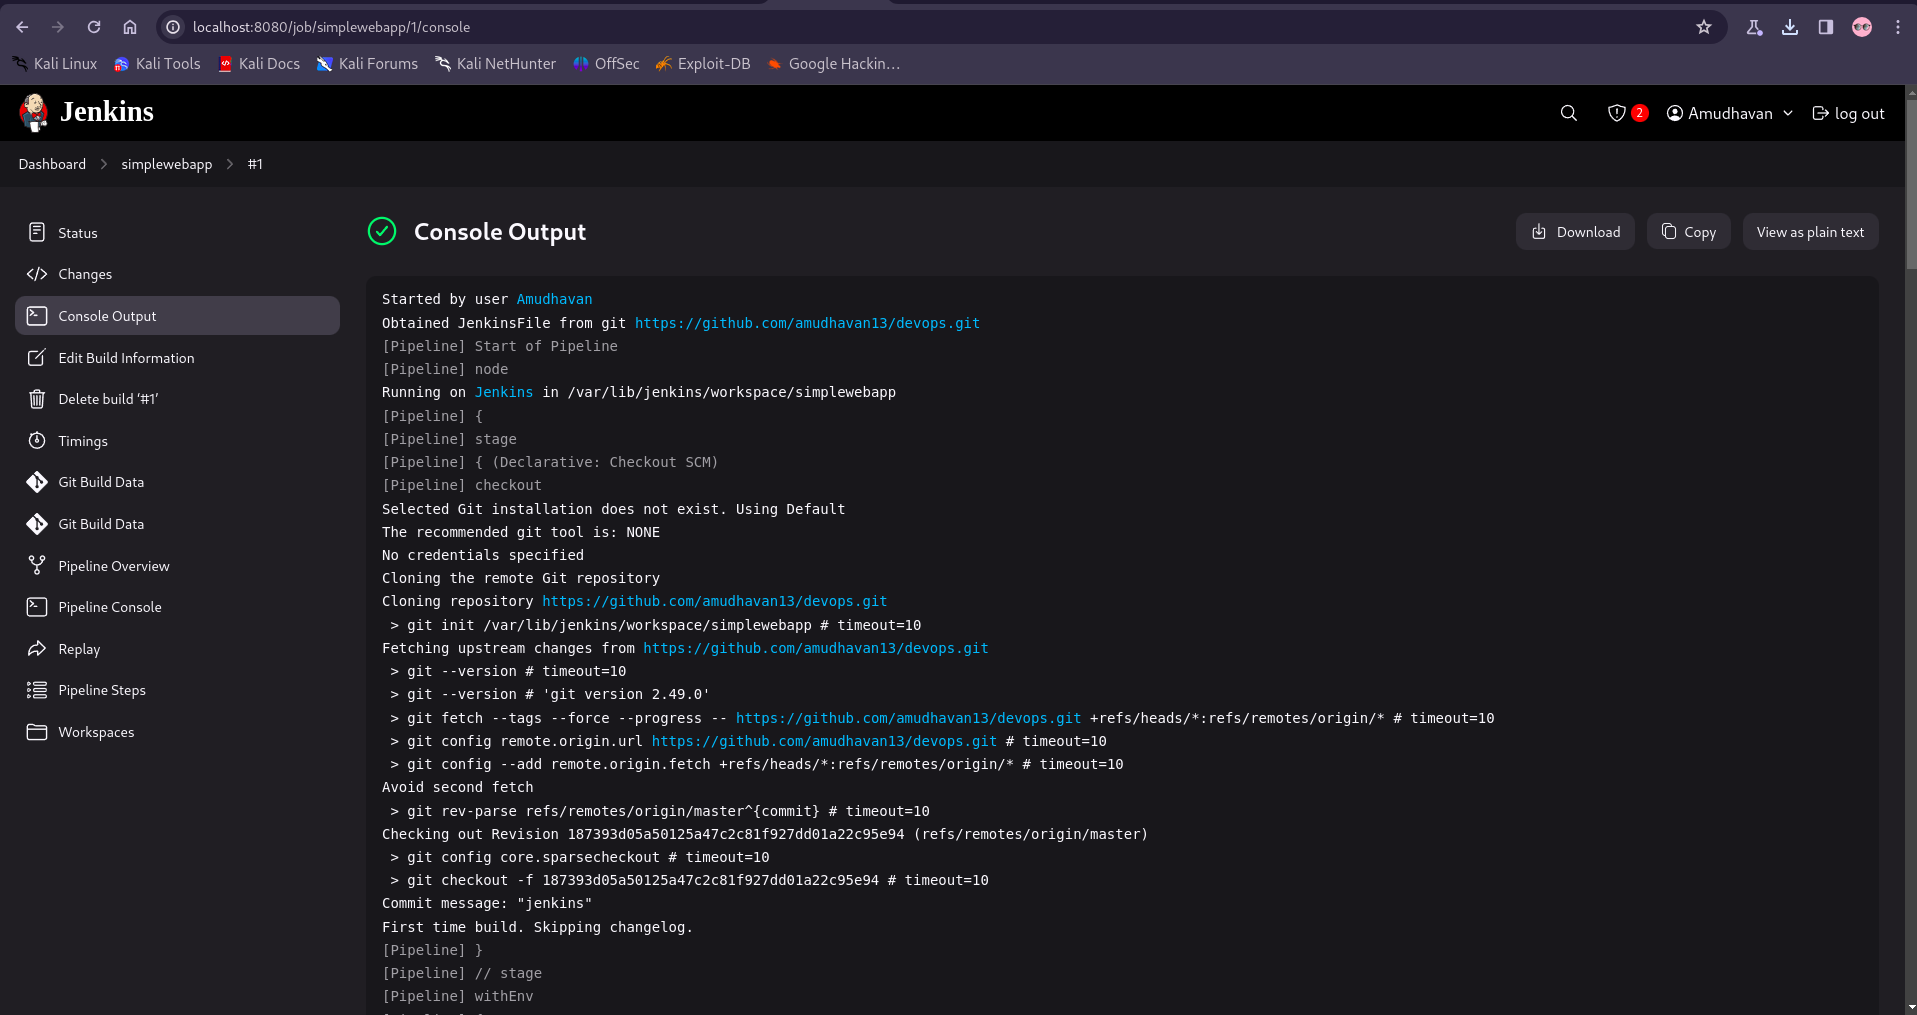 localhost:8080/job/simplewebapp/1/console
Kali Linux Kali Tools Kali Docs Kali Forums Kali NetHunter OffSec Exploit-DB Google Hackin…
Jenkins
2 Amudhavan log out
Dashboard simplewebapp #1
Status
Changes
Console Output
Edit Build Information
Delete build ‘#1’
Timings
Git Build Data
Git Build Data
Pipeline Overview
Pipeline Console
Replay
Pipeline Steps
Workspaces
Console Output
Download Copy View as plain text
Started by user Amudhavan
Obtained JenkinsFile from git https://github.com/amudhavan13/devops.git
[Pipeline] Start of Pipeline
[Pipeline] node
Running on Jenkins in /var/lib/jenkins/workspace/simplewebapp
[Pipeline] {
[Pipeline] stage
[Pipeline] { (Declarative: Checkout SCM)
[Pipeline] checkout
Selected Git installation does not exist. Using Default
The recommended git tool is: NONE
No credentials specified
Cloning the remote Git repository
Cloning repository https://github.com/amudhavan13/devops.git
 > git init /var/lib/jenkins/workspace/simplewebapp # timeout=10
Fetching upstream changes from https://github.com/amudhavan13/devops.git
 > git --version # timeout=10
 > git --version # 'git version 2.49.0'
 > git fetch --tags --force --progress -- https://github.com/amudhavan13/devops.git +refs/heads/*:refs/remotes/origin/* # timeout=10
 > git config remote.origin.url https://github.com/amudhavan13/devops.git # timeout=10
 > git config --add remote.origin.fetch +refs/heads/*:refs/remotes/origin/* # timeout=10
Avoid second fetch
 > git rev-parse refs/remotes/origin/master^{commit} # timeout=10
Checking out Revision 187393d05a50125a47c2c81f927dd01a22c95e94 (refs/remotes/origin/master)
 > git config core.sparsecheckout # timeout=10
 > git checkout -f 187393d05a50125a47c2c81f927dd01a22c95e94 # timeout=10
Commit message: "jenkins"
First time build. Skipping changelog.
[Pipeline] }
[Pipeline] // stage
[Pipeline] withEnv